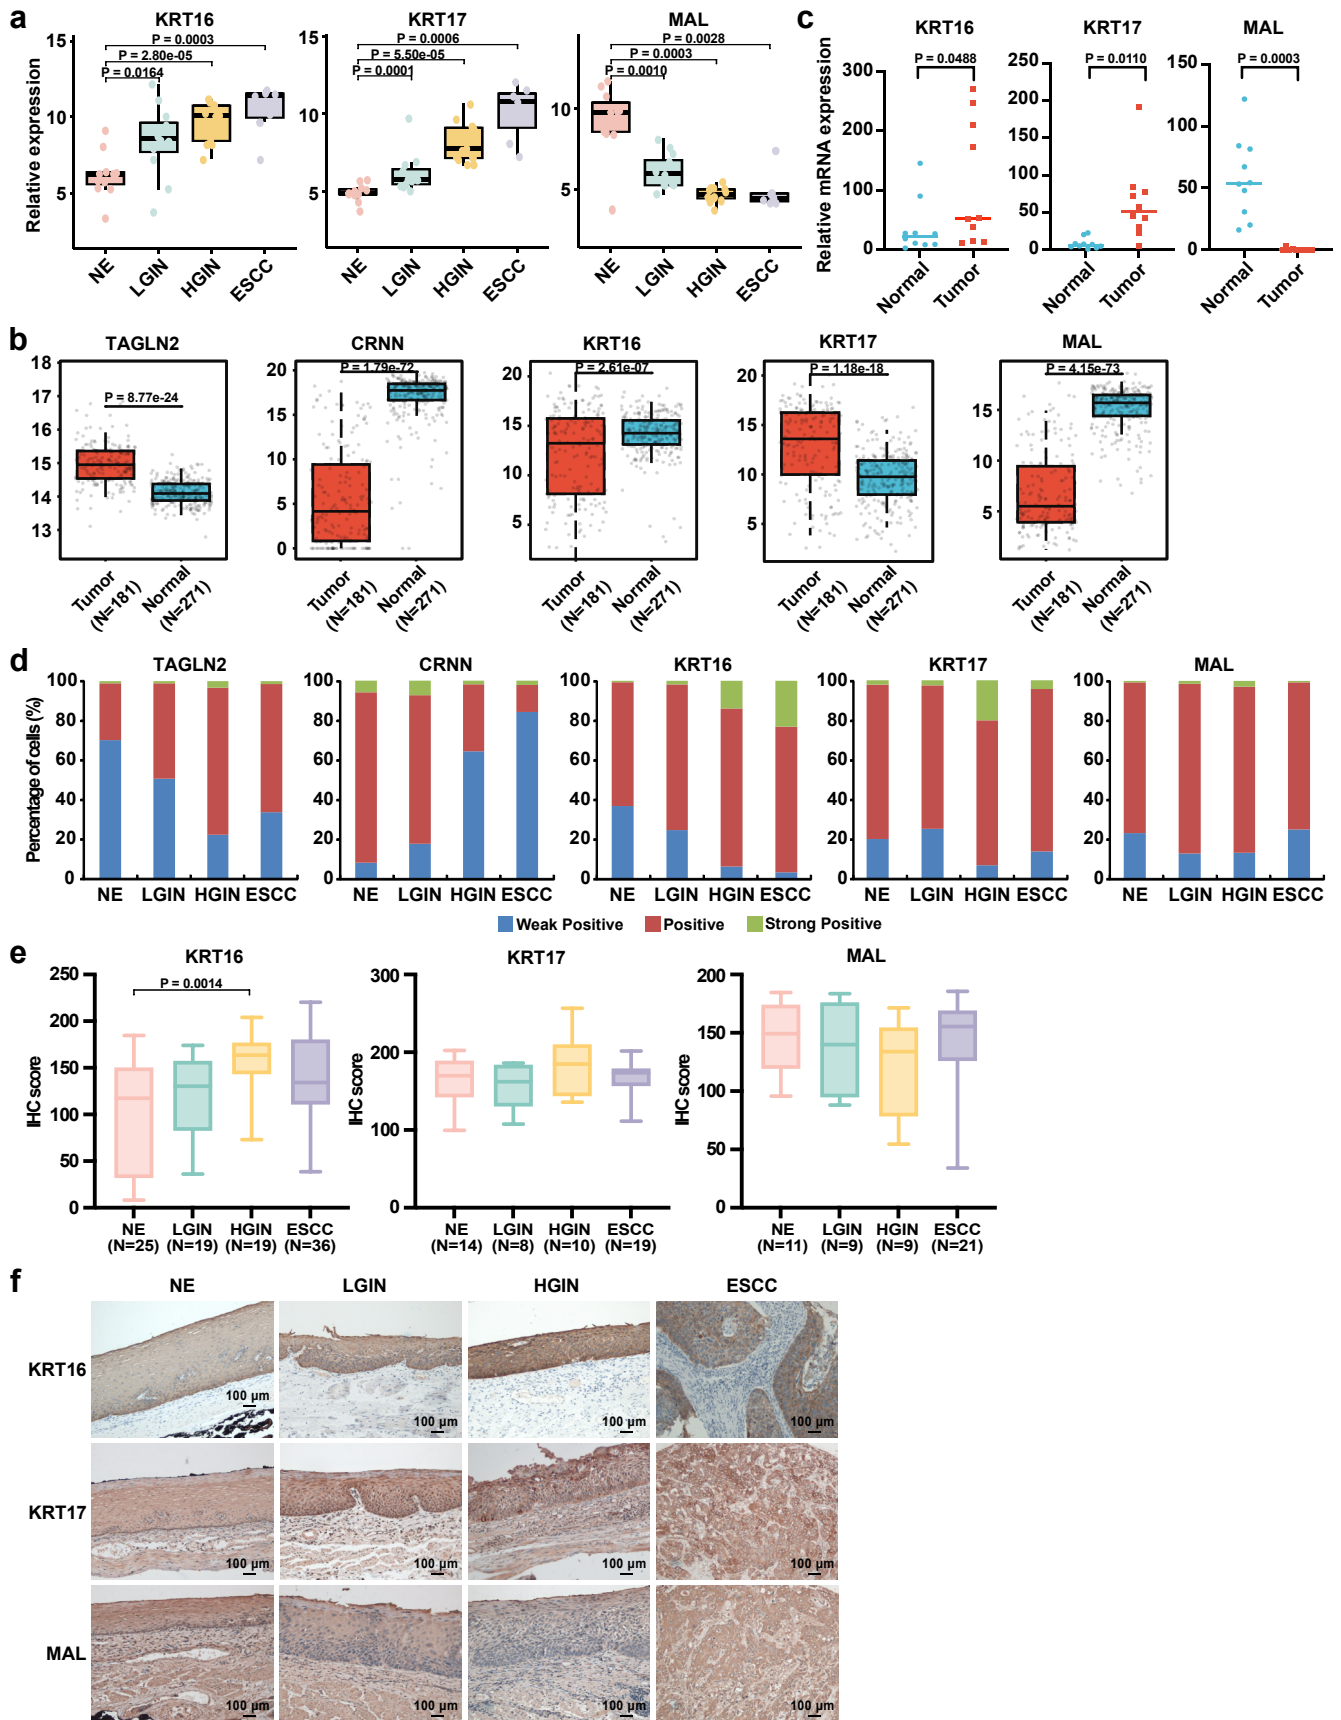 a
KRT16
KRT17
MAL
Relative expression
15
10
5
P = 0.0003
P = 2.80e-05
P = 0.0164
NE
LGIN
HGIN
ESCC
15
10
5
P = 0.0006
P = 5.50e-05
P = 0.0001
NE
LGIN
HGIN
ESCC
15
10
5
P = 0.0028
P = 0.0003
P = 0.0010
NE
LGIN
HGIN
ESCC
c
KRT16
KRT17
MAL
Relative mRNA expression
300
200
100
0
P = 0.0488
Normal
Tumor
250
200
150
100
50
0
P = 0.0110
Normal
Tumor
150
100
50
0
P = 0.0003
Normal
Tumor
b
TAGLN2
CRNN
KRT16
KRT17
MAL
18
17
16
15
14
13
P = 8.77e-24
Tumor
(N=181)
Normal
(N=271)
20
15
10
5
0
P = 1.79e-72
Tumor
(N=181)
Normal
(N=271)
20
15
10
5
P = 2.61e-07
Tumor
(N=181)
Normal
(N=271)
20
15
10
5
P = 1.18e-18
Tumor
(N=181)
Normal
(N=271)
15
10
5
P = 4.15e-73
Tumor
(N=181)
Normal
(N=271)
d
TAGLN2
CRNN
KRT16
KRT17
MAL
Percentage of cells (%)
100
80
60
40
20
0
NE LGIN HGIN ESCC
100
80
60
40
20
0
NE LGIN HGIN ESCC
100
80
60
40
20
0
NE LGIN HGIN ESCC
100
80
60
40
20
0
NE LGIN HGIN ESCC
100
80
60
40
20
0
NE LGIN HGIN ESCC
Weak Positive Positive Strong Positive
e
KRT16
KRT17
MAL
IHC score
250
200
150
100
50
0
P = 0.0014
NE LGIN HGIN ESCC
(N=25) (N=19) (N=19) (N=36)
IHC score
300
200
100
0
NE LGIN HGIN ESCC
(N=14) (N=8) (N=10) (N=19)
IHC score
200
150
100
50
0
NE LGIN HGIN ESCC
(N=11) (N=9) (N=9) (N=21)
f
NE LGIN HGIN ESCC
KRT16
100 µm
100 µm
100 µm
100 µm
KRT17
100 µm
100 µm
100 µm
100 µm
MAL
100 µm
100 µm
100 µm
100 µm